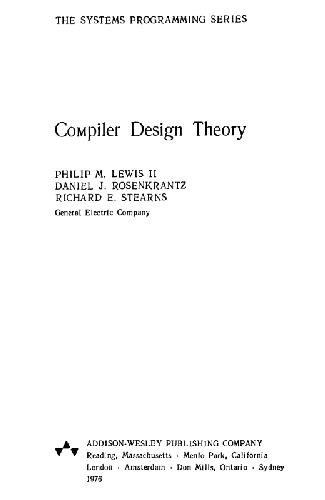 THE SYSTEMS PROGRAMMING SERIES
Compiler Design Theory
PHILIP M. LEWIS II
DANIEL J. ROSENKRANTZ
RICHARD E. STEARNS
General Electric Company
ADDISON-WESLEY PUBLISHING COMPANY
Reading, Massachusetts · Menlo Park, California
London · Amsterdam · Don Mills, Ontario · Sydney
1976